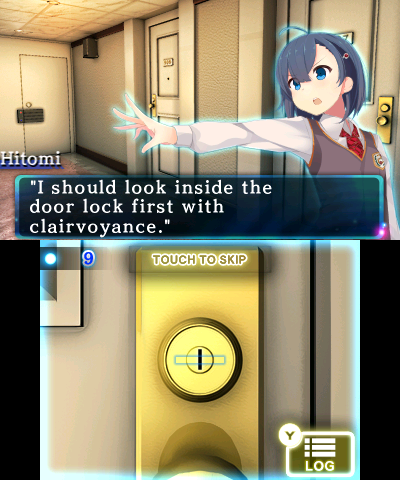 Hitomi
"I should look inside the
door lock first with
clairvoyance."
9
TOUCH TO SKIP
Y
LOG